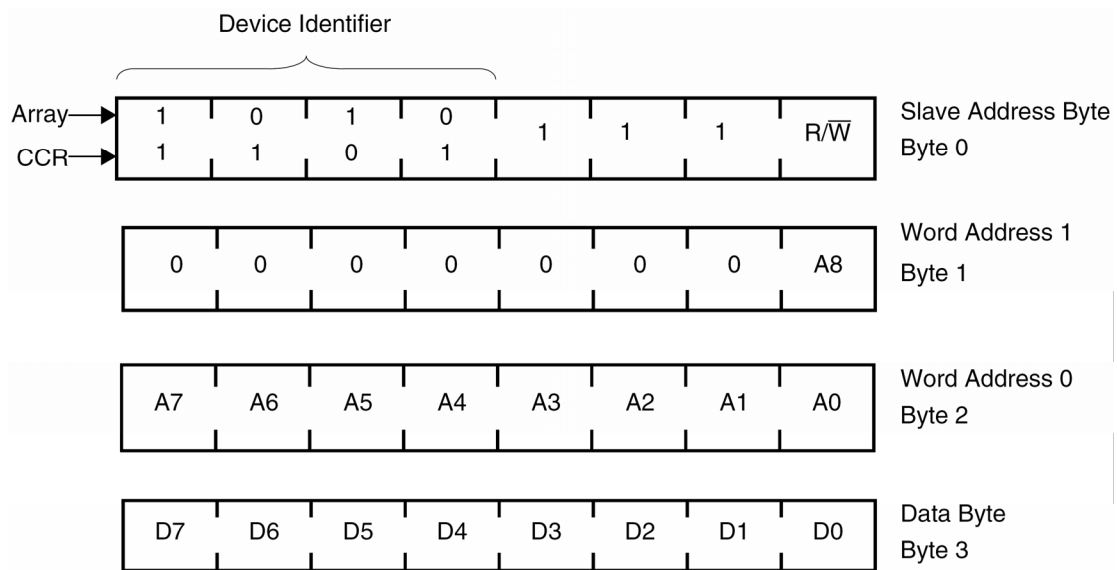 Device Identifier
Array 1 0 1 0 1 1 1 R/W̅ Slave Address Byte
CCR 1 1 0 1 Byte 0
Word Address 1
0 0 0 0 0 0 0 A8 Byte 1
Word Address 0
A7 A6 A5 A4 A3 A2 A1 A0 Byte 2
Data Byte
D7 D6 D5 D4 D3 D2 D1 D0 Byte 3